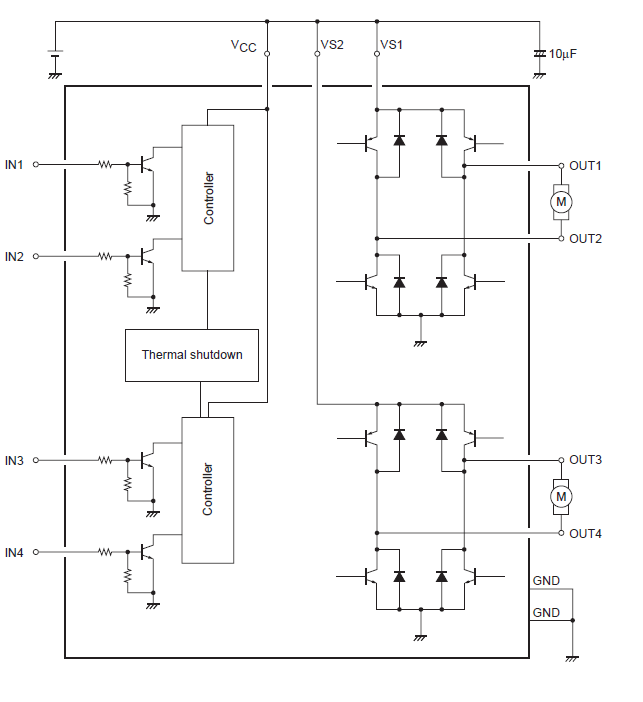 VCC
VS2
VS1
10µF
IN1
Controller
OUT1
M
OUT2
IN2
Thermal shutdown
IN3
Controller
OUT3
M
OUT4
IN4
GND
GND